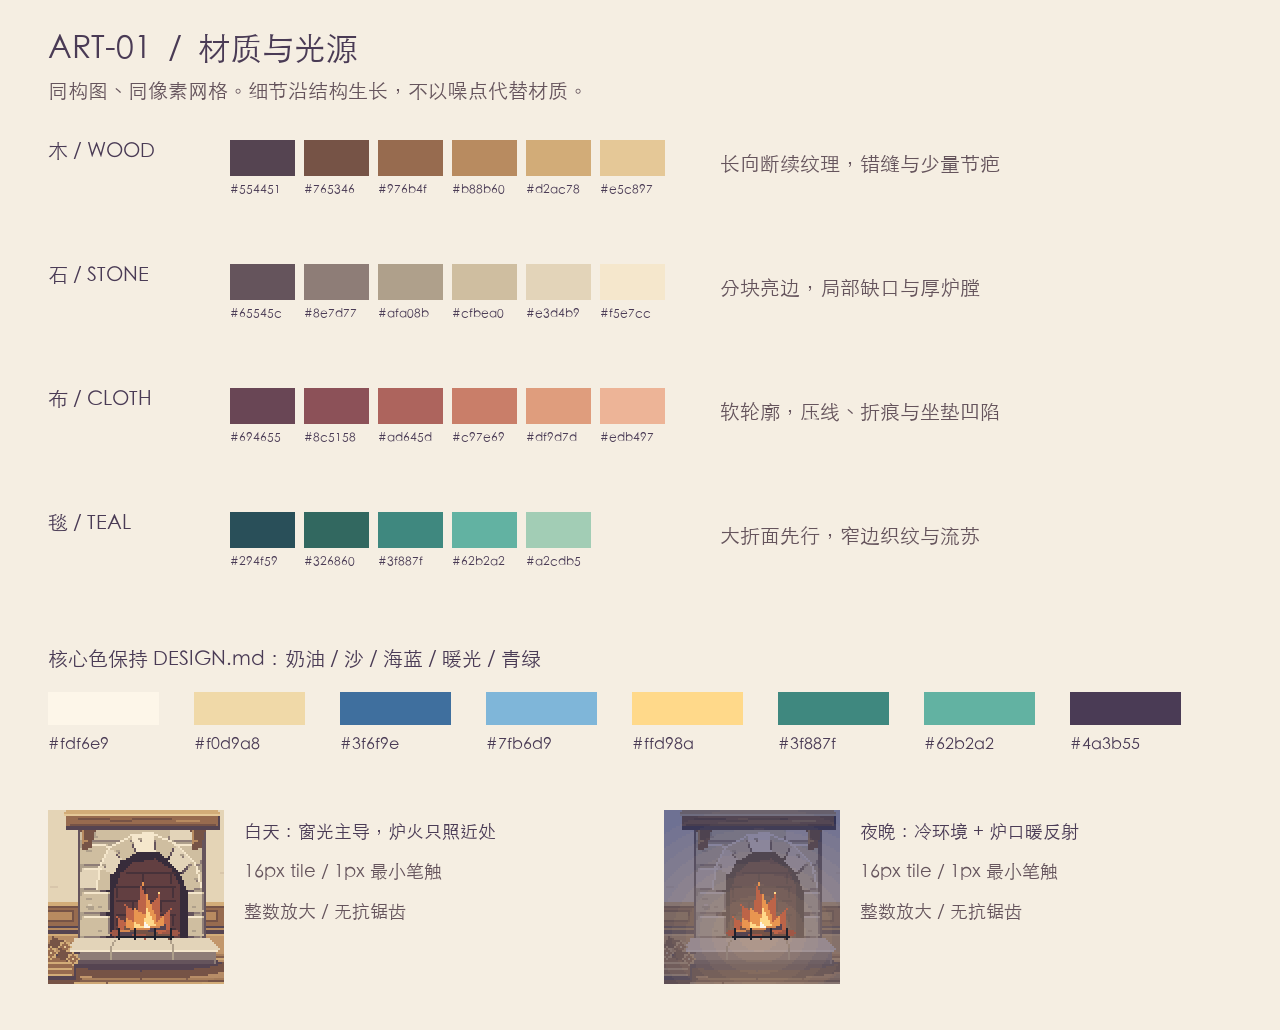 ART-01 / 材质与光源
同构图、同像素网格。细节沿结构生长，不以噪点代替材质。
木 / WOOD
#554451 #765346 #976b4f #b88b60 #d2ac78 #e5c897
长向断续纹理，错缝与少量节疤
石 / STONE
#65545c #8e7d77 #afa08b #cfbea0 #e3d4b9 #f5e7cc
分块亮边，局部缺口与厚炉膛
布 / CLOTH
#694655 #8c5158 #ad645d #c97e69 #df9d7d #edb497
软轮廓，压线、折痕与坐垫凹陷
毯 / TEAL
#294f59 #326860 #3f887f #62b2a2 #a2cdb5
大折面先行，窄边织纹与流苏
核心色保持 DESIGN.md：奶油 / 沙 / 海蓝 / 暖光 / 青绿
#fdf6e9 #f0d9a8 #3f6f9e #7fb6d9 #ffd98a #3f887f #62b2a2 #4a3b55
白天：窗光主导，炉火只照近处
16px tile / 1px 最小笔触
整数放大 / 无抗锯齿
夜晚：冷环境 + 炉口暖反射
16px tile / 1px 最小笔触
整数放大 / 无抗锯齿